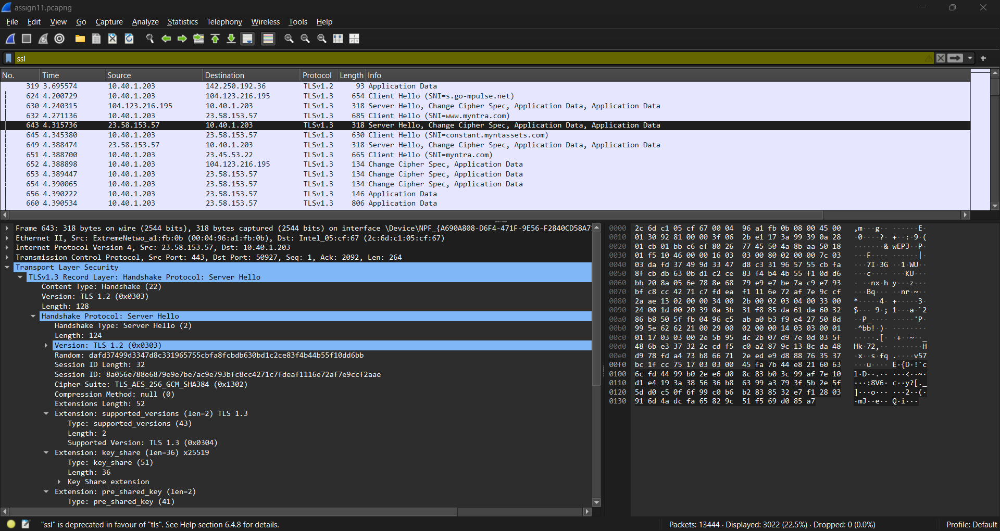 assign11.pcapng
File Edit View Go Capture Analyze Statistics Telephony Wireless Tools Help
ssl
No. Time Source Destination Protocol Length Info
319 3.695574 10.40.1.203 142.250.192.36 TLSv1.2 93 Application Data
624 4.200729 10.40.1.203 104.123.216.195 TLSv1.3 654 Client Hello (SNI=s.go-mpulse.net)
630 4.240315 104.123.216.195 10.40.1.203 TLSv1.3 318 Server Hello, Change Cipher Spec, Application Data, Application Data
632 4.271136 10.40.1.203 23.58.153.57 TLSv1.3 685 Client Hello (SNI=www.myntra.com)
643 4.315736 23.58.153.57 10.40.1.203 TLSv1.3 318 Server Hello, Change Cipher Spec, Application Data, Application Data
645 4.345380 10.40.1.203 23.58.153.57 TLSv1.3 630 Client Hello (SNI=constant.myntassets.com)
649 4.388474 23.58.153.57 10.40.1.203 TLSv1.3 318 Server Hello, Change Cipher Spec, Application Data, Application Data
651 4.388700 10.40.1.203 23.45.53.22 TLSv1.3 665 Client Hello (SNI=myntra.com)
652 4.388898 10.40.1.203 104.123.216.195 TLSv1.3 134 Change Cipher Spec, Application Data
653 4.389447 10.40.1.203 23.58.153.57 TLSv1.3 134 Change Cipher Spec, Application Data
654 4.390065 10.40.1.203 23.58.153.57 TLSv1.3 134 Change Cipher Spec, Application Data
656 4.390222 10.40.1.203 23.58.153.57 TLSv1.3 146 Application Data
660 4.390534 10.40.1.203 23.58.153.57 TLSv1.3 806 Application Data
Frame 643: 318 bytes on wire (2544 bits), 318 bytes captured (2544 bits) on interface \Device\NPF_{A690A808-D6F4-471F-9E56-F2840CD58A7
Ethernet II, Src: ExtremeNetwo_a1:fb:0b (00:04:96:a1:fb:0b), Dst: Intel_05:cf:67 (2c:6d:c1:05:cf:67)
Internet Protocol Version 4, Src: 23.58.153.57, Dst: 10.40.1.203
Transmission Control Protocol, Src Port: 443, Dst Port: 50927, Seq: 1, Ack: 2092, Len: 264
Transport Layer Security
TLSv1.3 Record Layer: Handshake Protocol: Server Hello
Content Type: Handshake (22)
Version: TLS 1.2 (0x0303)
Length: 128
Handshake Protocol: Server Hello
Handshake Type: Server Hello (2)
Length: 124
Version: TLS 1.2 (0x0303)
Random: dafd37499d3347d8c331965755cbfa8fcbdb630bd1c2ce83f4b44b55f10dd6bb
Session ID Length: 32
Session ID: 8a056e788e6879e9e7be7ac9e793bfc8cc4271c7fdeaf1116e72af7e9ccf2aae
Cipher Suite: TLS_AES_256_GCM_SHA384 (0x1302)
Compression Method: null (0)
Extensions Length: 52
Extension: supported_versions (len=2) TLS 1.3
Type: supported_versions (43)
Length: 2
Supported Version: TLS 1.3 (0x0304)
Extension: key_share (len=36) x25519
Type: key_share (51)
Length: 36
Key Share extension
Extension: pre_shared_key (len=2)
Type: pre_shared_key (41)
0000 2c 6d c1 05 cf 67 00 04 96 a1 fb 0b 08 00 45 00 ,m···g·· ······E·
0010 01 30 92 81 00 00 3f 06 2b e1 17 3a 99 39 0a 28 ·0····?· +··:·9·(
0020 01 cb 01 bb c6 ef 80 26 77 45 50 4a 8b aa 50 18 ·······& wEPJ··P·
0030 01 f5 10 46 00 00 16 03 03 00 80 02 00 00 7c 03 ···F···· ······|·
0040 03 da fd 37 49 9d 33 47 d8 c3 31 96 57 55 cb fa ···7I·3G ··1·WU··
0050 8f cb db 63 0b d1 c2 ce 83 f4 b4 4b 55 f1 0d d6 ···c···· ···KU···
0060 bb 20 8a 05 6e 78 8e 68 79 e9 e7 be 7a c9 e7 93 · ··nx·h y···z···
0070 bf c8 cc 42 71 c7 fd ea f1 11 6e 72 af 7e 9c cf ···Bq··· ··nr·~··
0080 2a ae 13 02 00 00 34 00 2b 00 02 03 04 00 33 00 *·····4· +·····3·
0090 24 00 1d 00 20 39 0a 3b 31 f8 85 da 61 da 60 32 $··· 9·; 1···a·`2
00a0 86 b8 50 5f fb 04 96 c5 ab a0 b3 f9 e4 27 50 8d ··P_···· ·····'P·
00b0 99 5e 62 62 21 00 29 00 02 00 00 14 03 03 00 01 ·^bb!·)· ········
00c0 01 17 03 03 00 2e 5b 95 dc 2b 07 d9 7e 0d 03 5f ·····.[· ·+··~··_
00d0 48 6b e3 37 32 2c cd f5 c0 a2 87 9c 13 8c da 48 Hk·72,·· ·······H
00e0 d9 78 fd a4 73 b8 66 71 2e ed e9 d8 88 76 35 37 ·x··s·fq .····v57
00f0 bc 1f cc 75 17 03 03 00 45 fa 7b 44 e8 21 60 63 ···u···· E·{D·!`c
0100 6c fd 44 99 b0 2e e6 d0 8c 83 b0 3c 99 af 7e 10 l·D··.·· ···<··~·
0110 d1 e4 19 3a 38 56 36 b8 63 99 a3 79 3f 5b 2e 5f ···:8V6· c··y?[._
0120 5d d0 c5 0f 6f 99 c0 b6 b2 83 85 32 e7 f1 28 03 ]···o··· ···2··(·
0130 91 6d 4a dc fa 65 82 9c 51 f5 69 d0 85 a7 ·mJ··e·· Q·i···
"ssl" is deprecated in favour of "tls". See Help section 6.4.8 for details.
Packets: 13444 · Displayed: 3022 (22.5%) · Dropped: 0 (0.0%)
Profile: Default